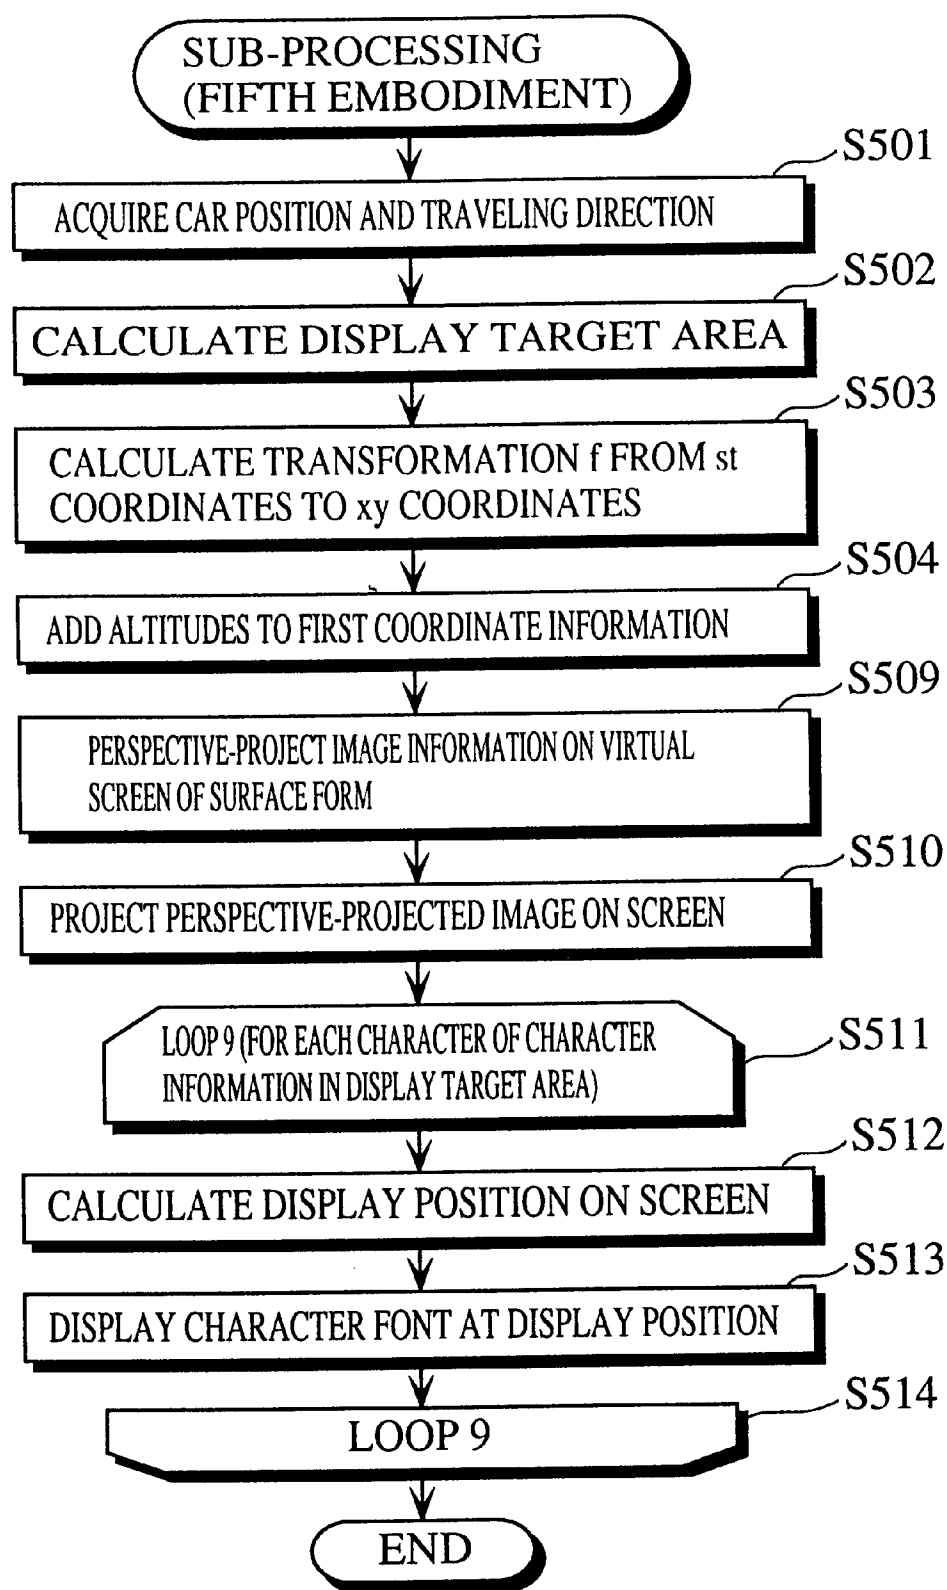 SUB-PROCESSING
(FIFTH EMBODIMENT)
S501
ACQUIRE CAR POSITION AND TRAVELING DIRECTION
S502
CALCULATE DISPLAY TARGET AREA
S503
CALCULATE TRANSFORMATION f FROM st
COORDINATES TO xy COORDINATES
S504
ADD ALTITUDES TO FIRST COORDINATE INFORMATION
S509
PERSPECTIVE-PROJECT IMAGE INFORMATION ON VIRTUAL
SCREEN OF SURFACE FORM
S510
PROJECT PERSPECTIVE-PROJECTED IMAGE ON SCREEN
S511
LOOP 9 (FOR EACH CHARACTER OF CHARACTER
INFORMATION IN DISPLAY TARGET AREA)
S512
CALCULATE DISPLAY POSITION ON SCREEN
S513
DISPLAY CHARACTER FONT AT DISPLAY POSITION
S514
LOOP 9
END